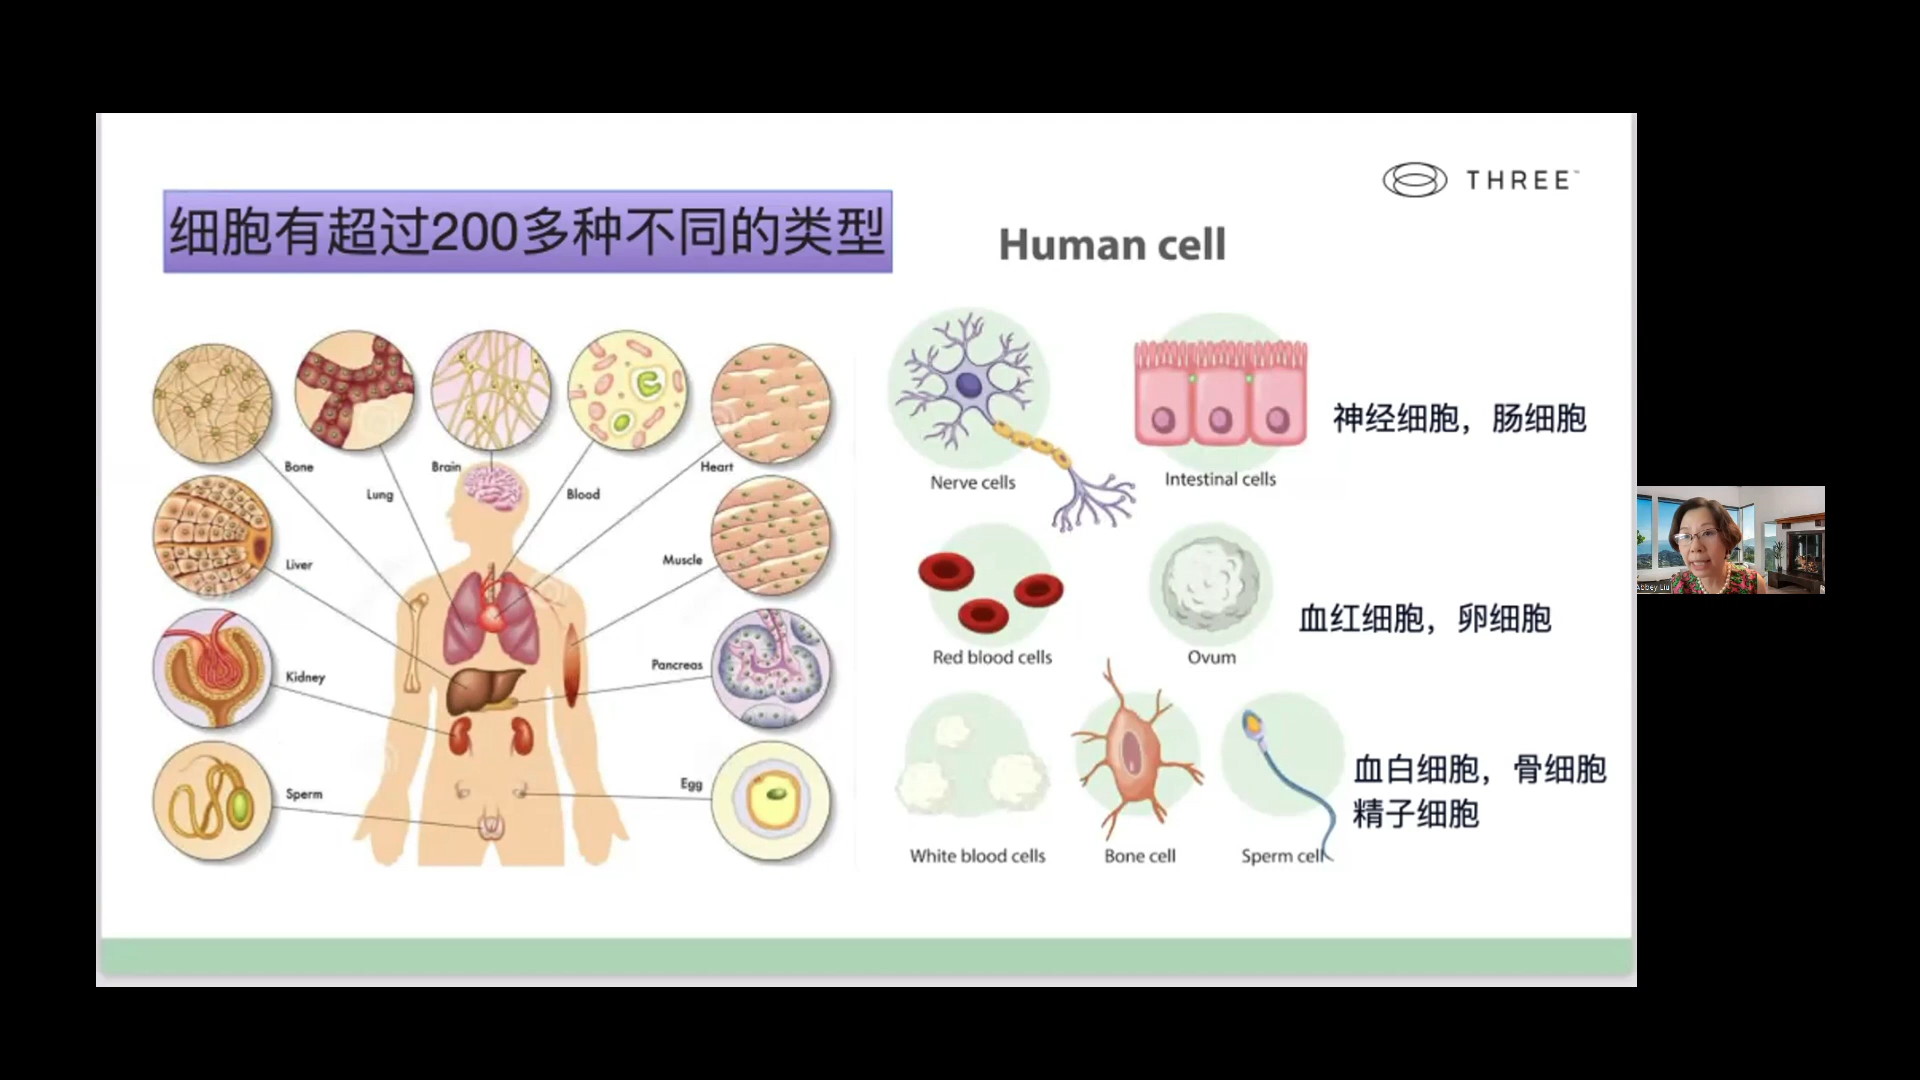 THREE™
细胞有超过200多种不同的类型
Human cell
Bone
Lung
Brain
Blood
Heart
Liver
Muscle
Kidney
Pancreas
Sperm
Egg
Nerve cells
Intestinal cells
神经细胞，肠细胞
Red blood cells
Ovum
血红细胞，卵细胞
White blood cells
Bone cell
Sperm cell
血白细胞，骨细胞
精子细胞
Abbey Liu